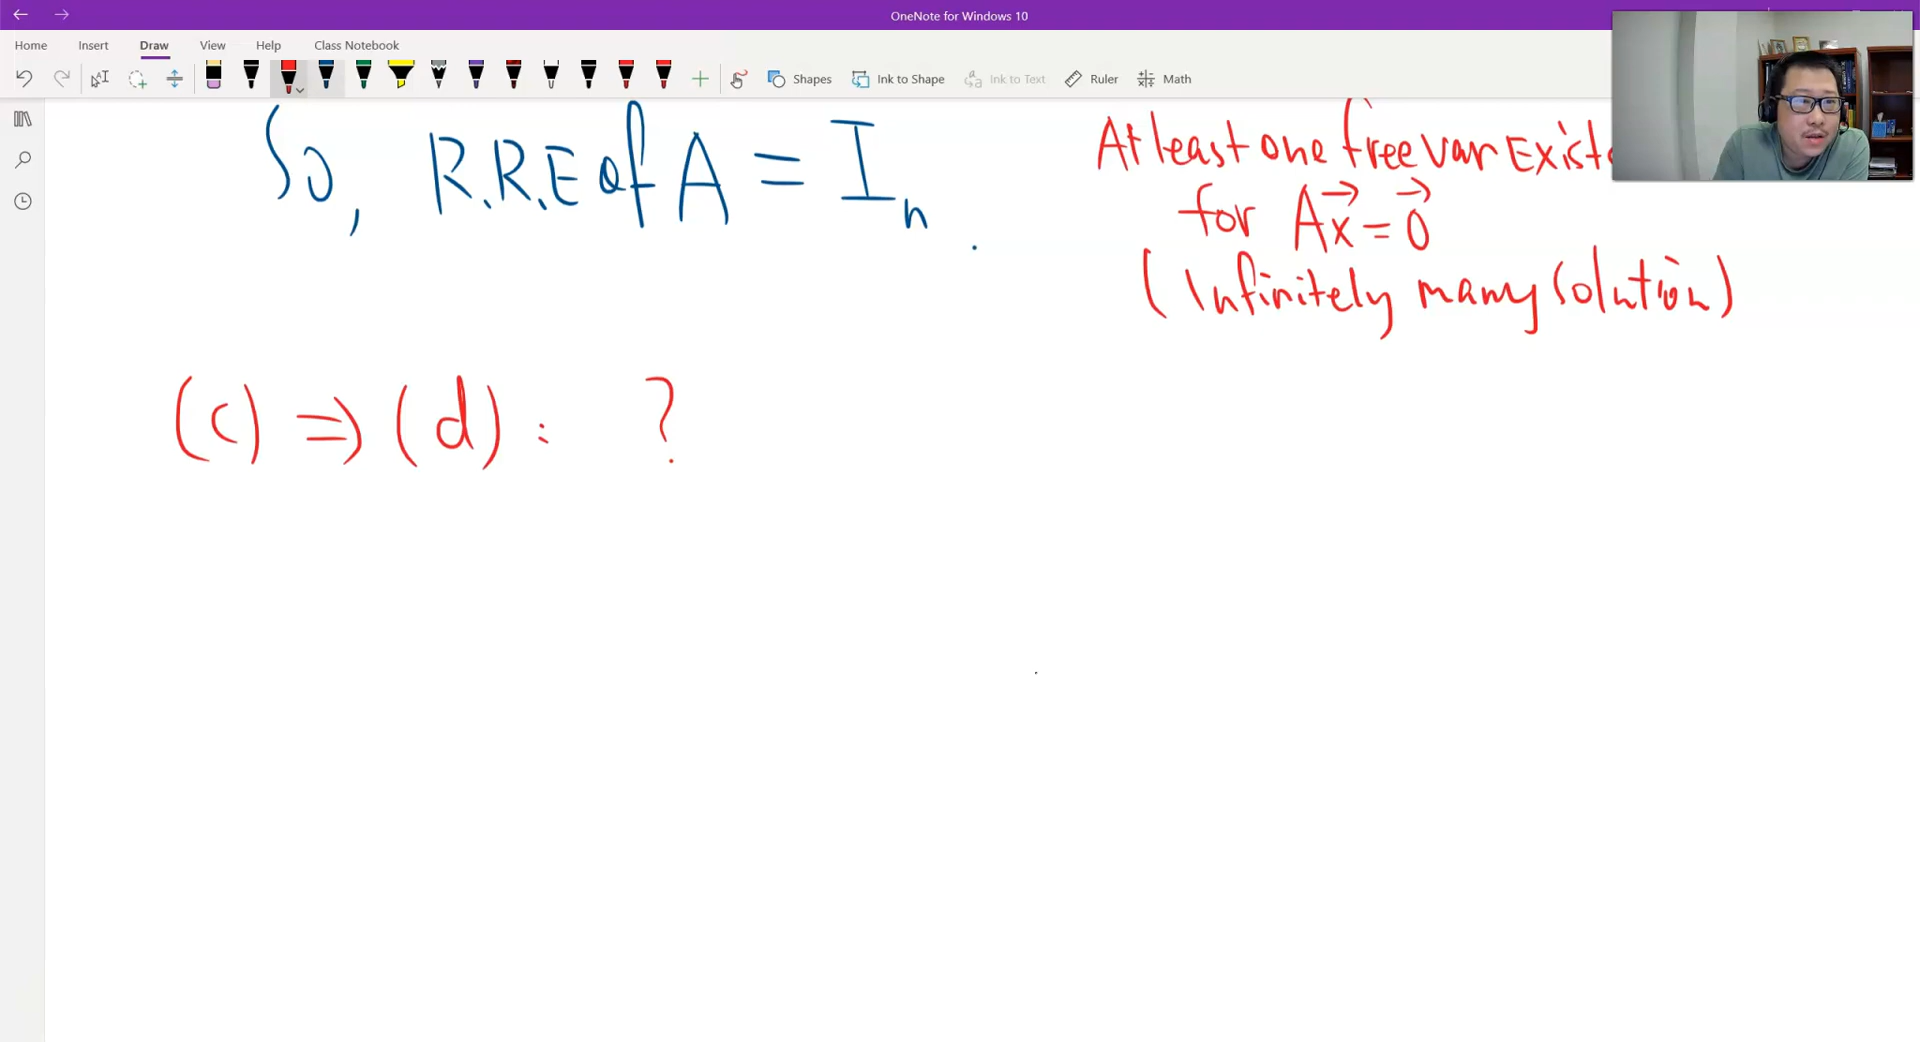 OneNote for Windows 10
Home Insert Draw View Help Class Notebook
Shapes Ink to Shape Ink to Text Ruler Math
So, R.R.E of A = Iₙ.
At least one free var Exists
for Ax⃗ = 0⃗
(Infinitely many solution)
(c) ⇒ (d) : ?